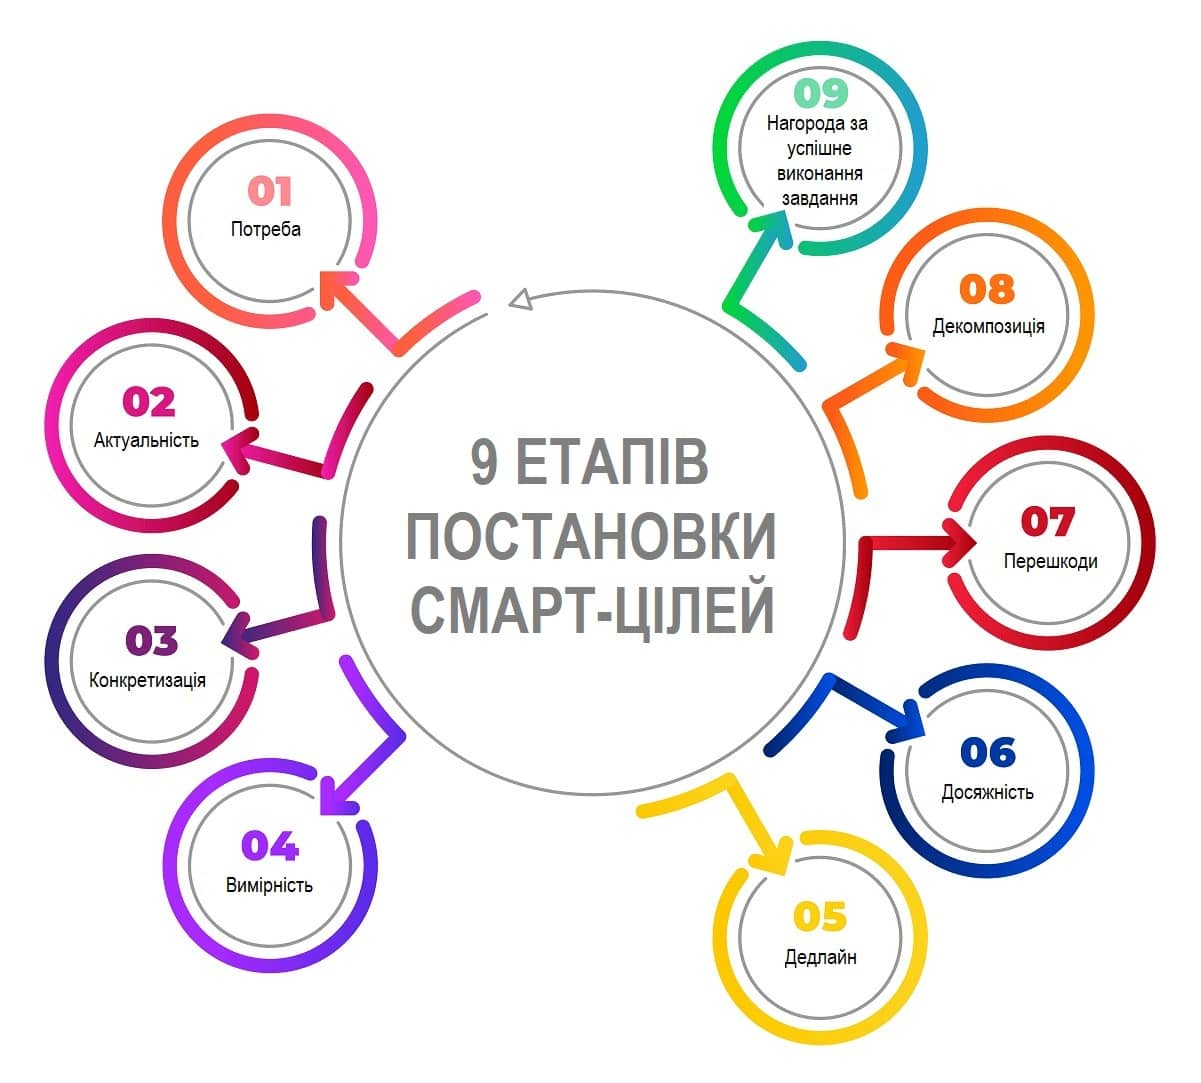 9 ЕТАПІВ
ПОСТАНОВКИ
СМАРТ-ЦІЛЕЙ
01
Потреба
02
Актуальність
03
Конкретизація
04
Вимірність
05
Дедлайн
06
Досяжність
07
Перешкоди
08
Декомпозиція
09
Нагорода за
успішне
виконання
завдання